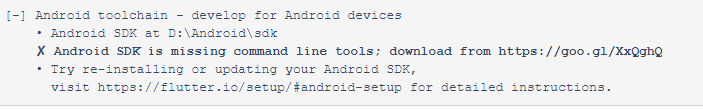 [-] Android toolchain - develop for Android devices
• Android SDK at D:\Android\sdk
✗ Android SDK is missing command line tools; download from https://goo.gl/XxQghQ
• Try re-installing or updating your Android SDK,
visit https://flutter.io/setup/#android-setup for detailed instructions.